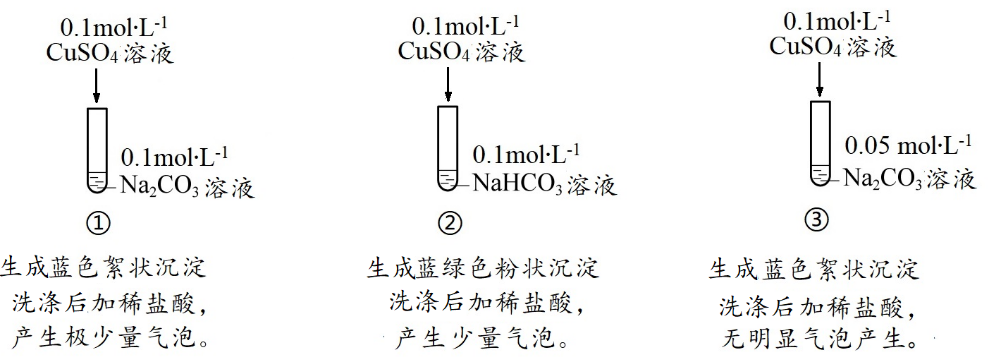 0.1mol·L⁻¹
CuSO₄溶液
0.1mol·L⁻¹
Na₂CO₃溶液
①
生成蓝色絮状沉淀
洗涤后加稀盐酸，
产生极少量气泡。
0.1mol·L⁻¹
CuSO₄溶液
0.1mol·L⁻¹
NaHCO₃溶液
②
生成蓝绿色粉状沉淀
洗涤后加稀盐酸，
产生少量气泡。
0.1mol·L⁻¹
CuSO₄溶液
0.05 mol·L⁻¹
Na₂CO₃溶液
③
生成蓝色絮状沉淀
洗涤后加稀盐酸，
无明显气泡产生。